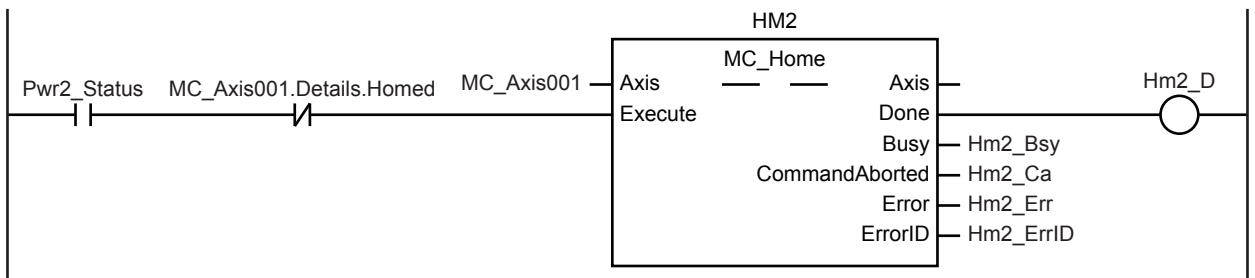 HM2
MC_Home
Pwr2_Status MC_Axis001.Details.Homed MC_Axis001 Axis Axis Hm2_D
Execute Done
Busy Hm2_Bsy
CommandAborted Hm2_Ca
Error Hm2_Err
ErrorID Hm2_ErrID